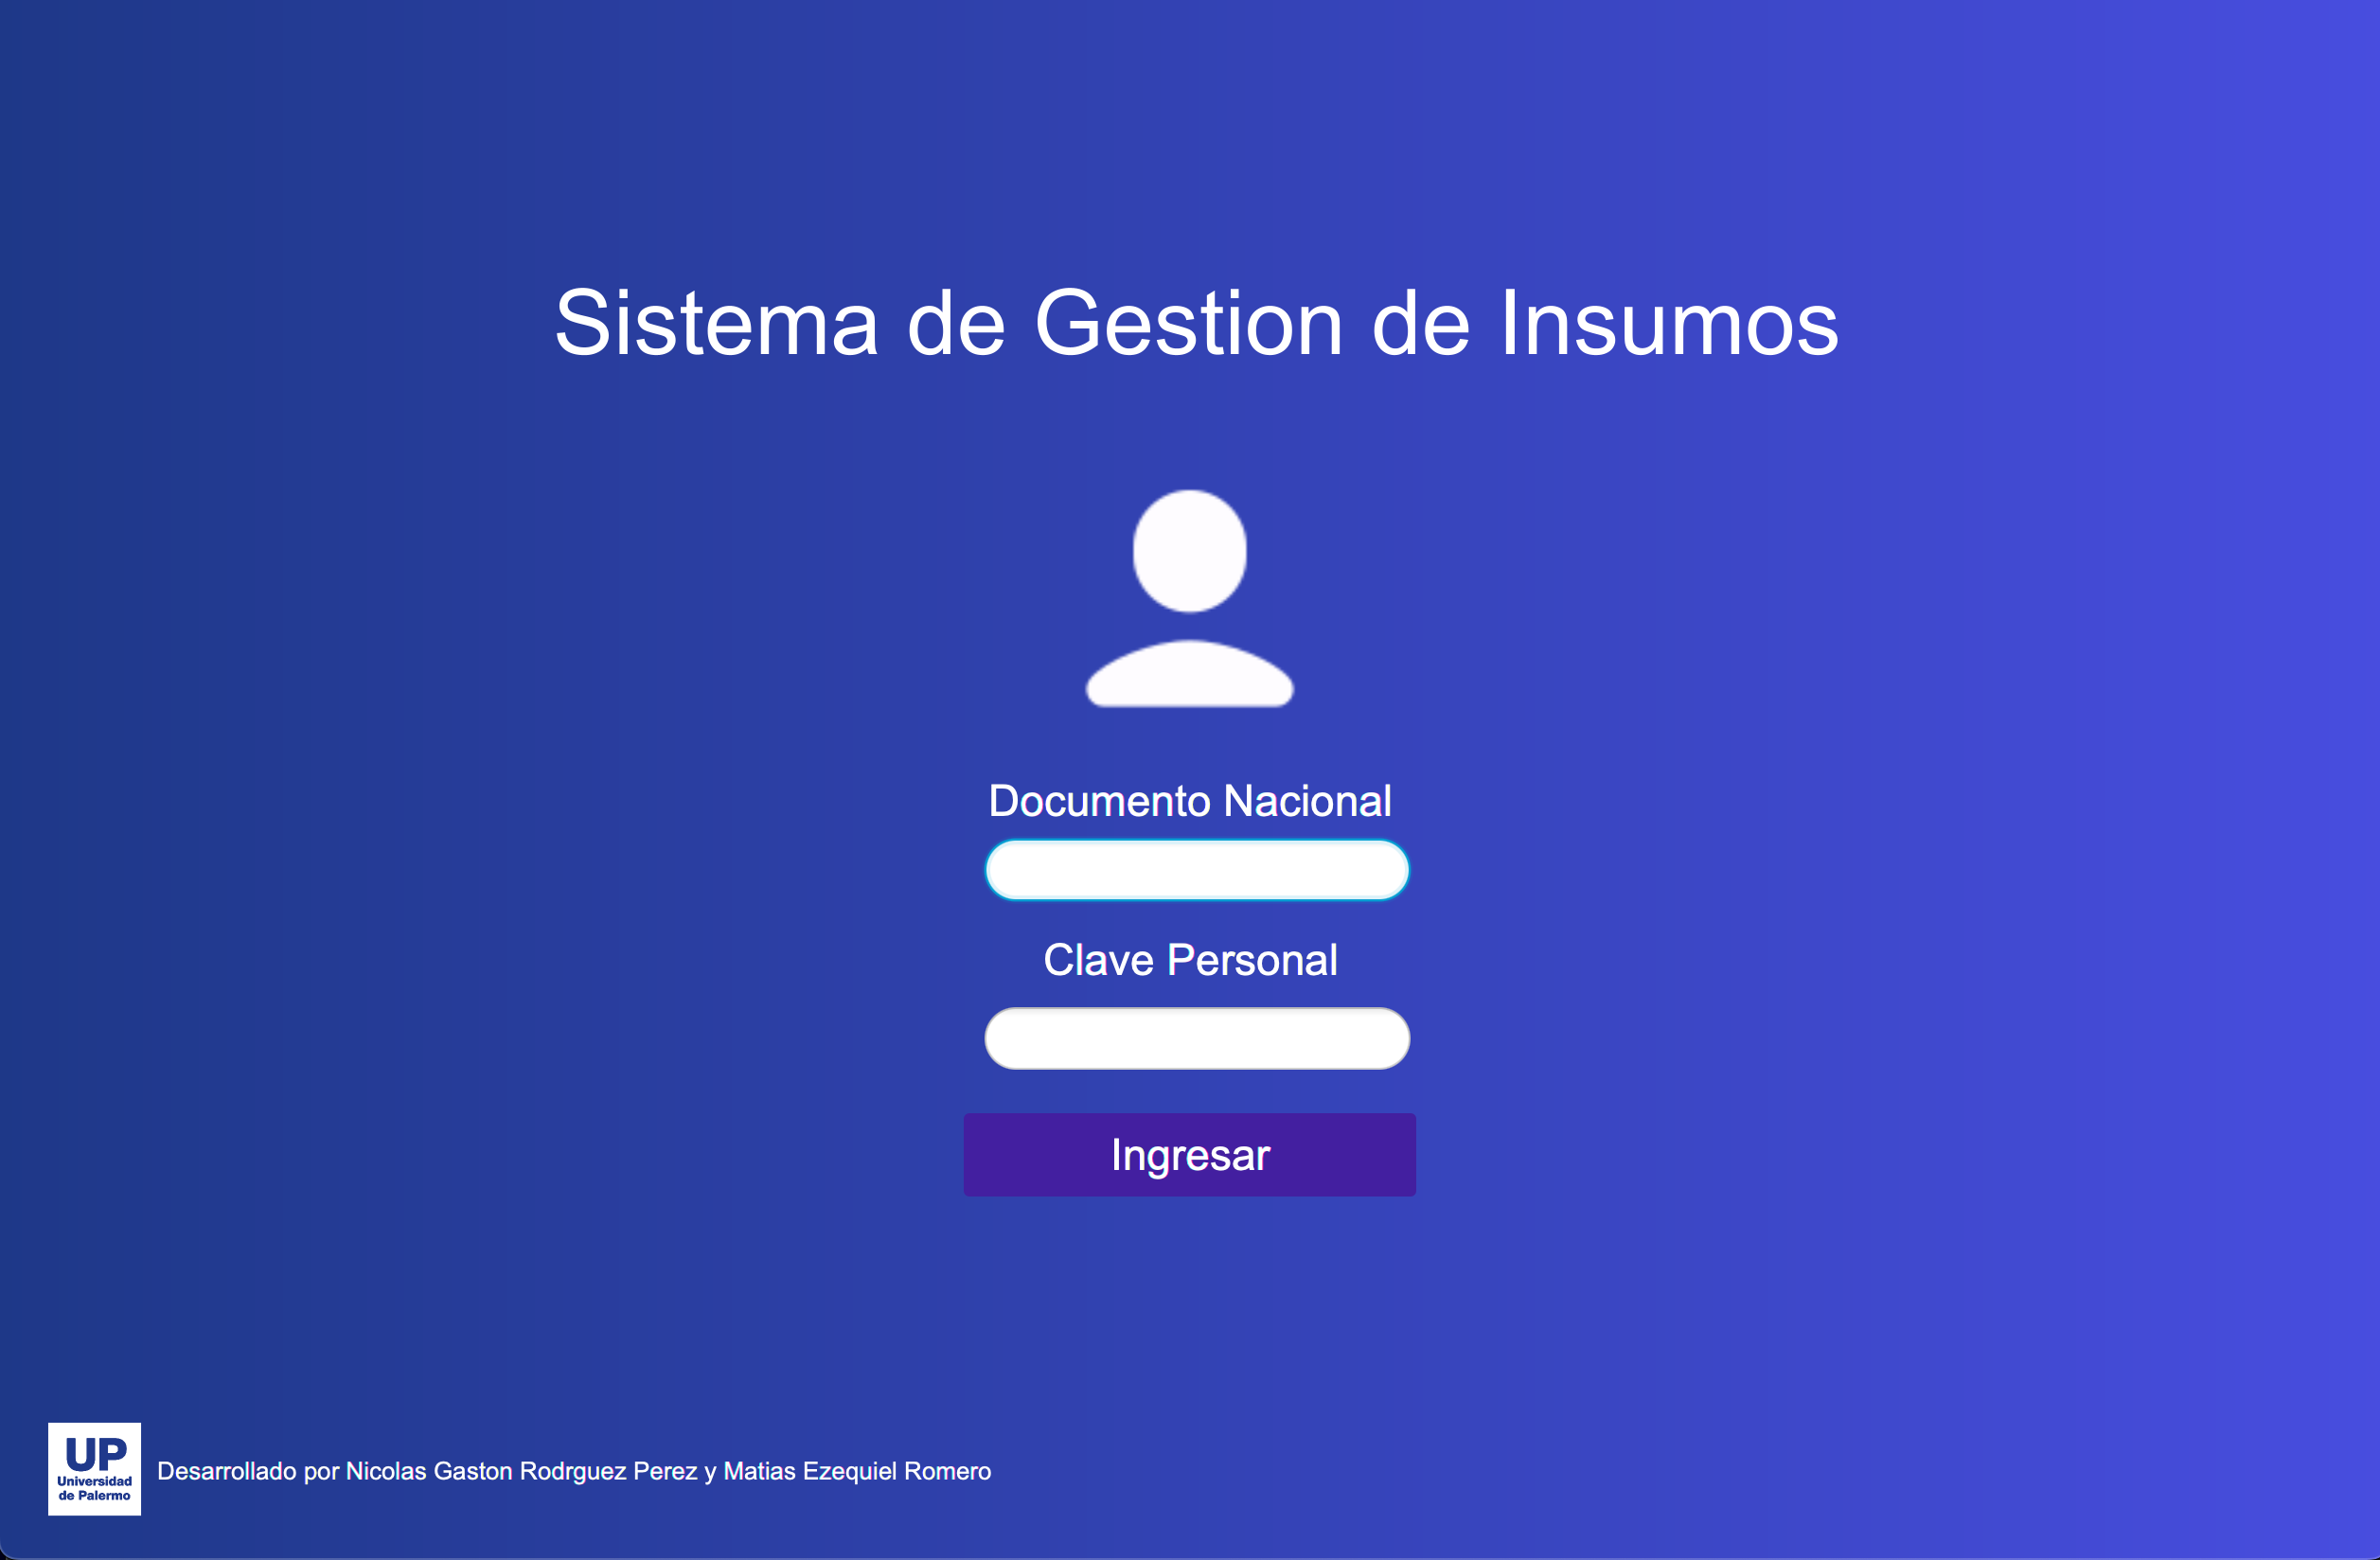 Sistema de Gestion de Insumos
Documento Nacional
Clave Personal
Ingresar
UP
Universidad
de Palermo
Desarrollado por Nicolas Gaston Rodrguez Perez y Matias Ezequiel Romero